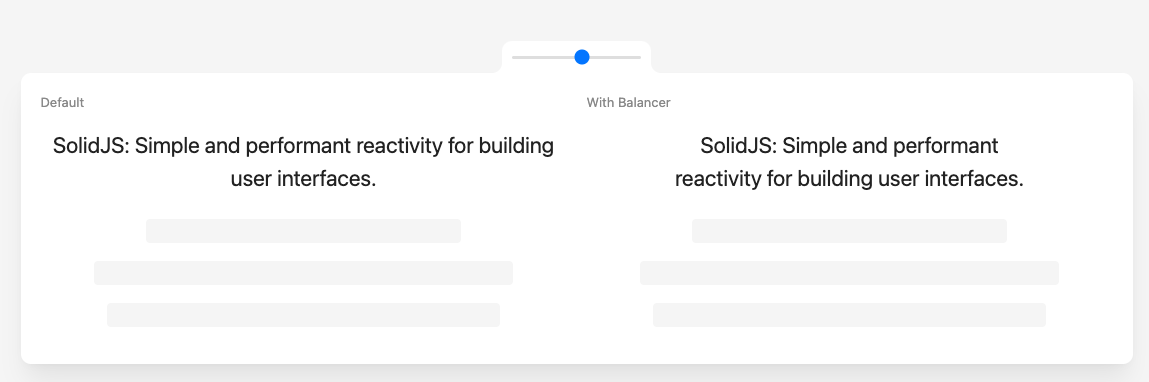 Default
SolidJS: Simple and performant reactivity for building
user interfaces.
With Balancer
SolidJS: Simple and performant
reactivity for building user interfaces.